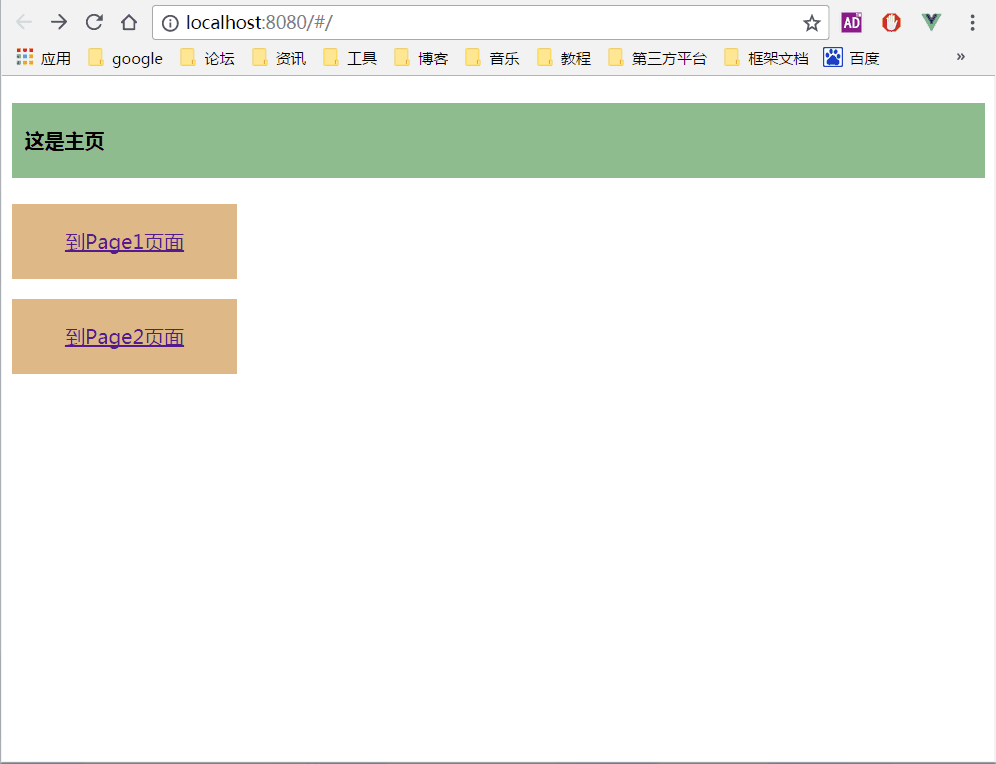 localhost:8080/#/
AD
应用 google 论坛 资讯 工具 博客 音乐 教程 第三方平台 框架文档 百度 »
这是主页
到Page1页面
到Page2页面